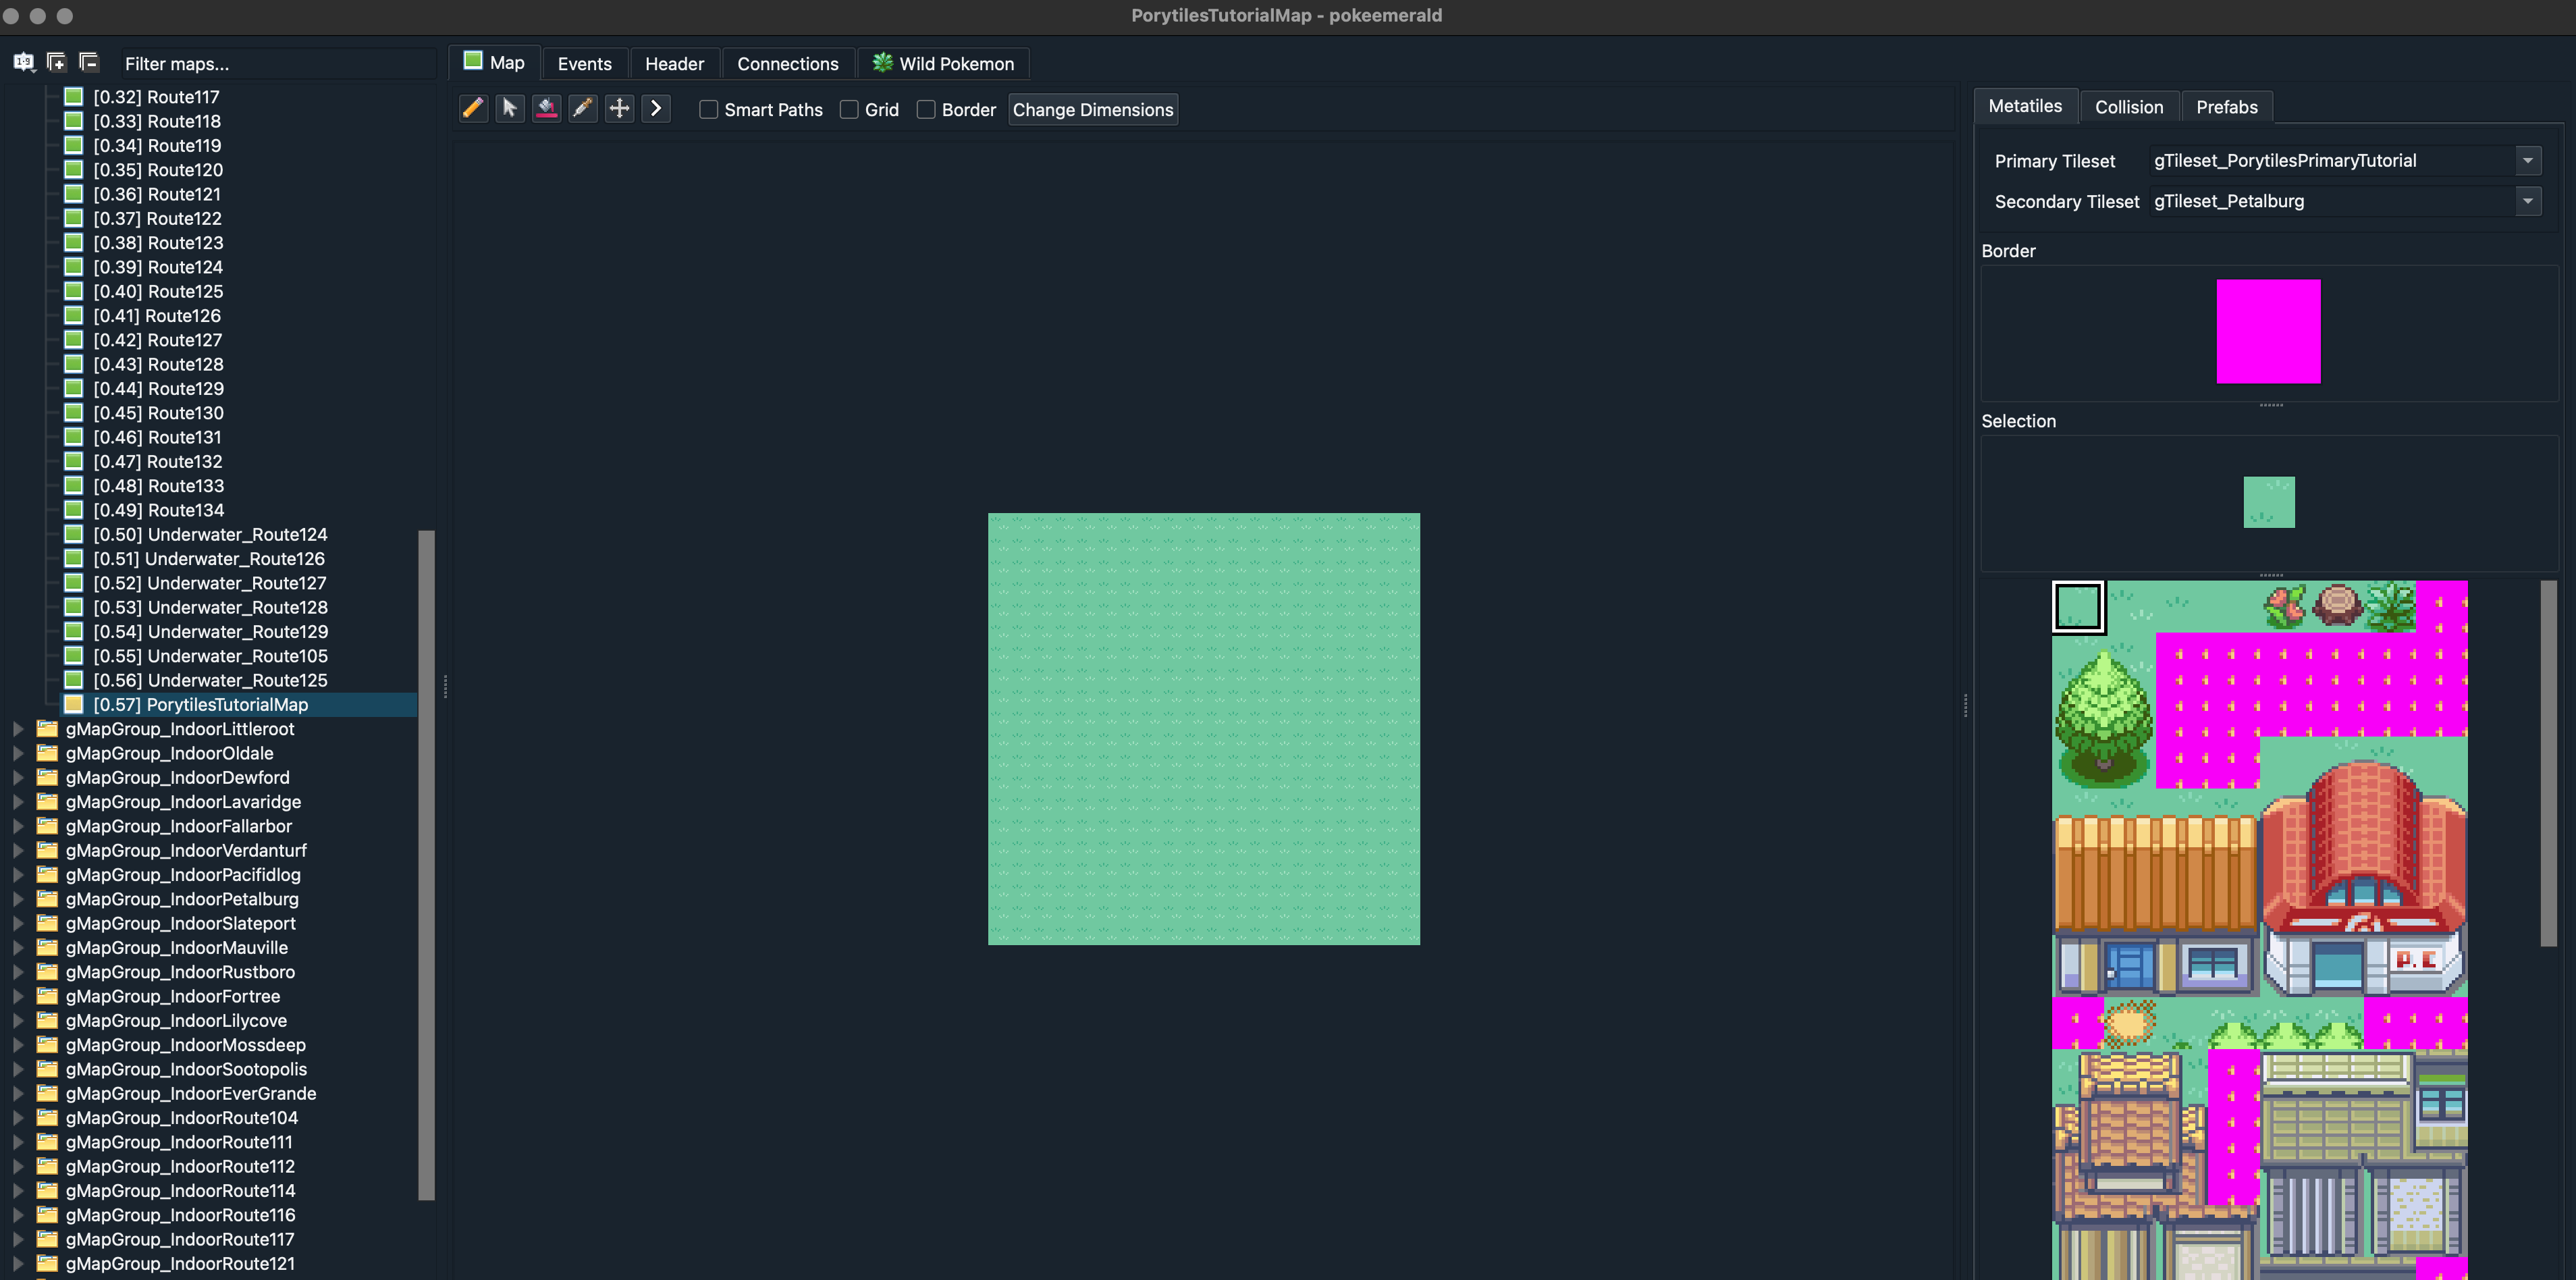 PorytilesTutorialMap - pokeemerald
Filter maps...
[0.32] Route117
[0.33] Route118
[0.34] Route119
[0.35] Route120
[0.36] Route121
[0.37] Route122
[0.38] Route123
[0.39] Route124
[0.40] Route125
[0.41] Route126
[0.42] Route127
[0.43] Route128
[0.44] Route129
[0.45] Route130
[0.46] Route131
[0.47] Route132
[0.48] Route133
[0.49] Route134
[0.50] Underwater_Route124
[0.51] Underwater_Route126
[0.52] Underwater_Route127
[0.53] Underwater_Route128
[0.54] Underwater_Route129
[0.55] Underwater_Route105
[0.56] Underwater_Route125
[0.57] PorytilesTutorialMap
gMapGroup_IndoorLittleroot
gMapGroup_IndoorOldale
gMapGroup_IndoorDewford
gMapGroup_IndoorLavaridge
gMapGroup_IndoorFallarbor
gMapGroup_IndoorVerdanturf
gMapGroup_IndoorPacifidlog
gMapGroup_IndoorPetalburg
gMapGroup_IndoorSlateport
gMapGroup_IndoorMauville
gMapGroup_IndoorRustboro
gMapGroup_IndoorFortree
gMapGroup_IndoorLilycove
gMapGroup_IndoorMossdeep
gMapGroup_IndoorSootopolis
gMapGroup_IndoorEverGrande
gMapGroup_IndoorRoute104
gMapGroup_IndoorRoute111
gMapGroup_IndoorRoute112
gMapGroup_IndoorRoute114
gMapGroup_IndoorRoute116
gMapGroup_IndoorRoute117
gMapGroup_IndoorRoute121
Map Events Header Connections Wild Pokemon
Smart Paths Grid Border Change Dimensions
Metatiles Collision Prefabs
Primary Tileset gTileset_PorytilesPrimaryTutorial
Secondary Tileset gTileset_Petalburg
Border
Selection
P.C